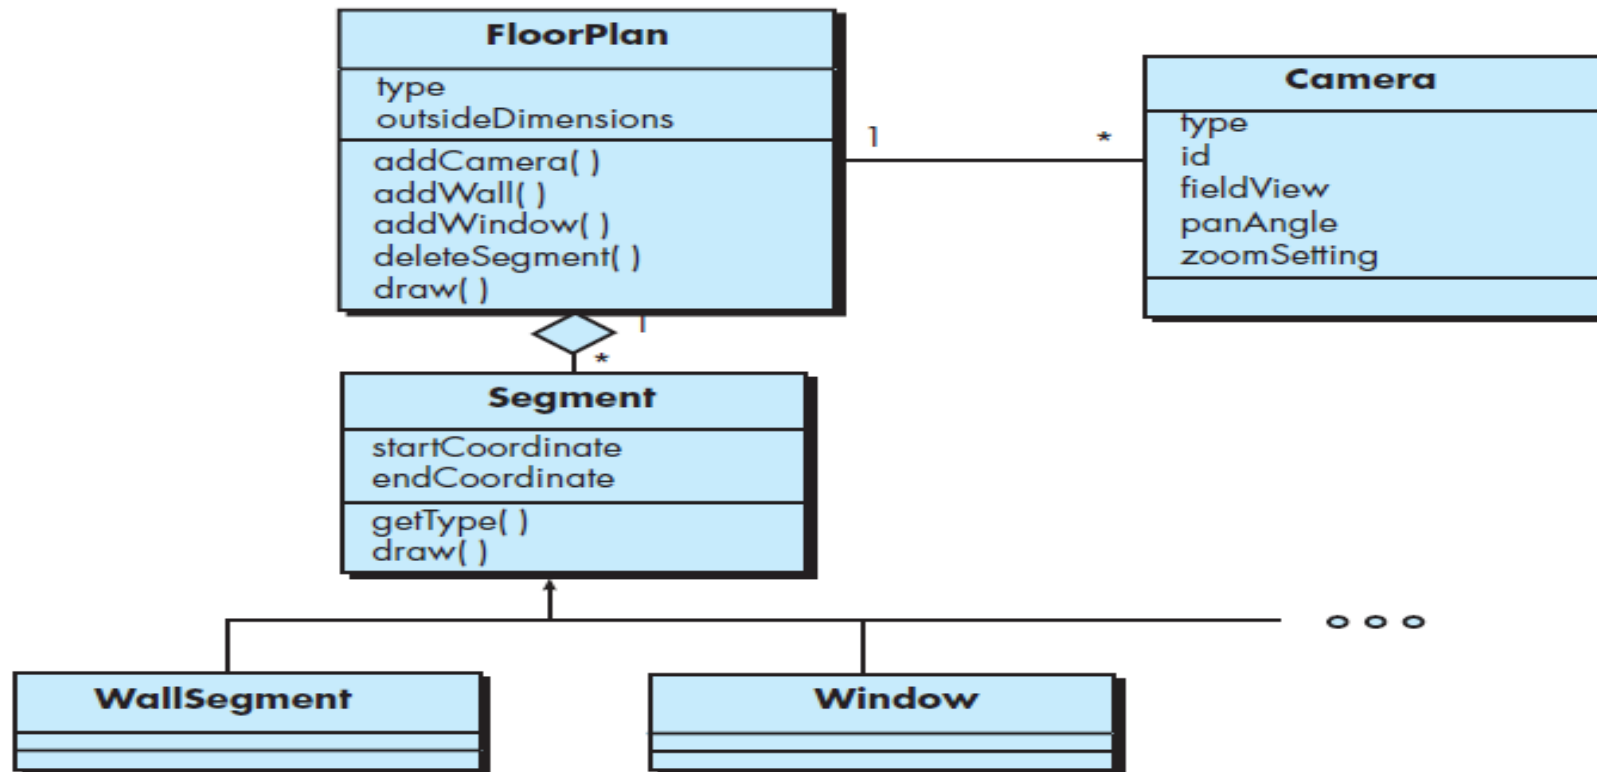 FloorPlan
type
outsideDimensions
addCamera( )
addWall( )
addWindow( )
deleteSegment( )
draw( )
1
*
Camera
type
id
fieldView
panAngle
zoomSetting
1
*
Segment
startCoordinate
endCoordinate
getType( )
draw( )
WallSegment
Window